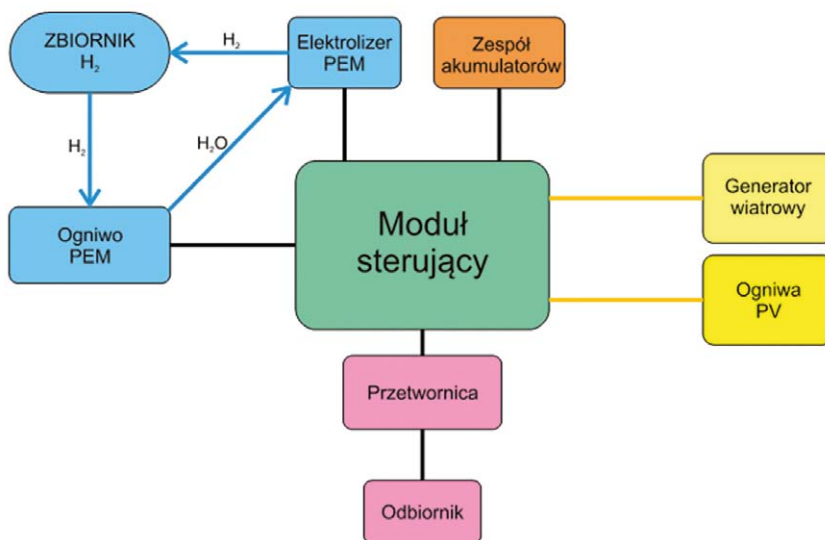 ZBIORNIK
H₂
H₂
Elektrolizer
PEM
Zespół
akumulatorów
H₂
H₂O
Generator
wiatrowy
Ogniwo
PEM
Moduł
sterujący
Ogniwa
PV
Przetwornica
Odbiornik